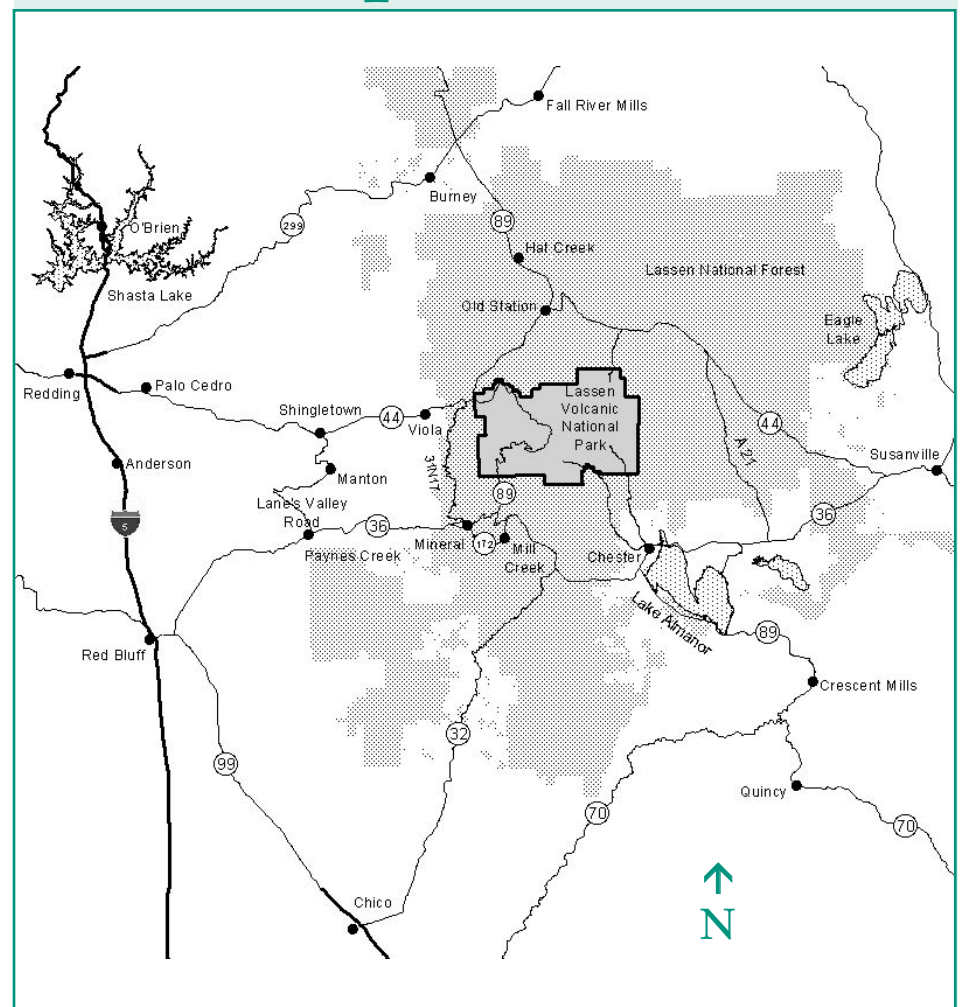 Fall River Mills
Burney
O'Brien
299
89
Hat Creek
Lassen National Forest
Shasta Lake
Old Station
Eagle
Lake
Redding
Palo Cedro
Lassen
Volcanic
National
Park
Shingletown
44
Viola
A 21
44
Susanville
Anderson
Manton
31N17
89
Lane's Valley
Road
36
36
5
Paynes Creek
Mineral
172
Mill
Creek
Chester
Lake Almanor
89
Red Bluff
Crescent Mills
32
99
Quincy
70
70
Chico
N